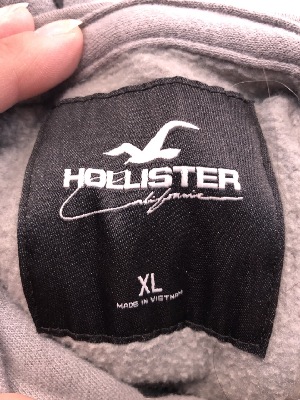 HOLLISTER
California
XL
MADE IN VIETNAM